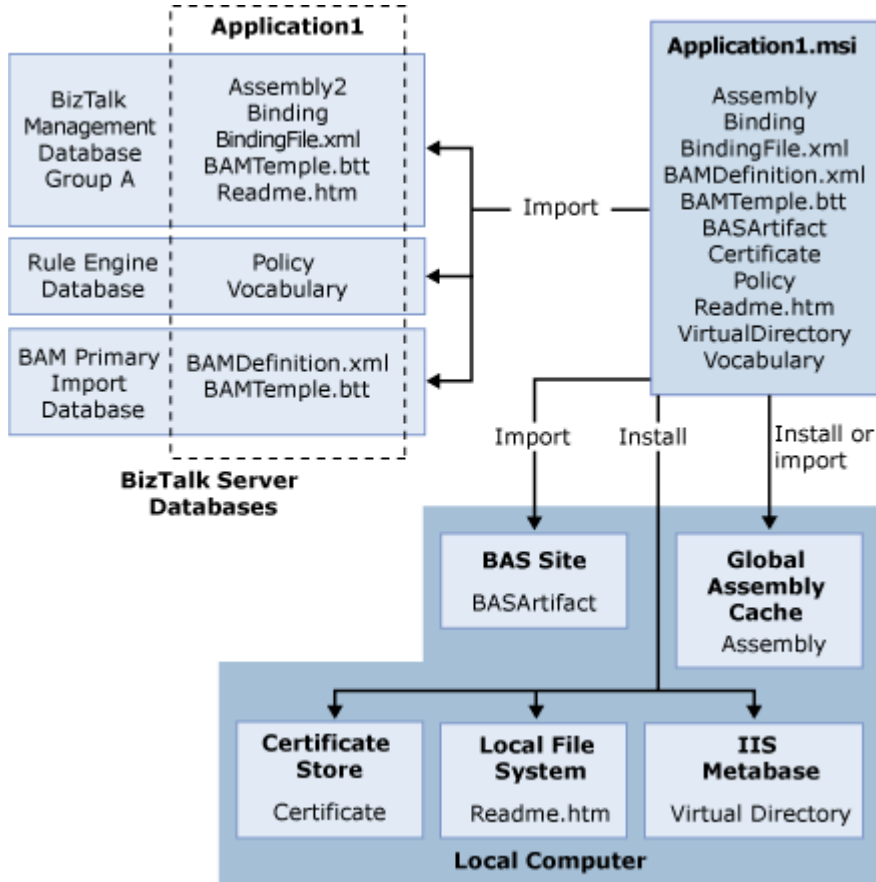 Application1
BizTalk
Management
Database
Group A
Assembly2
Binding
BindingFile.xml
BAMTemple.btt
Readme.htm
Rule Engine
Database
Policy
Vocabulary
BAM Primary
Import
Database
BAMDefinition.xml
BAMTemple.btt
BizTalk Server
Databases
Import
Application1.msi
Assembly
Binding
BindingFile.xml
BAMDefinition.xml
BAMTemple.btt
BASArtifact
Certificate
Policy
Readme.htm
VirtualDirectory
Vocabulary
Import
Install
Install or
import
BAS Site
BASArtifact
Global
Assembly
Cache
Assembly
Certificate
Store
Certificate
Local File
System
Readme.htm
IIS
Metabase
Virtual Directory
Local Computer